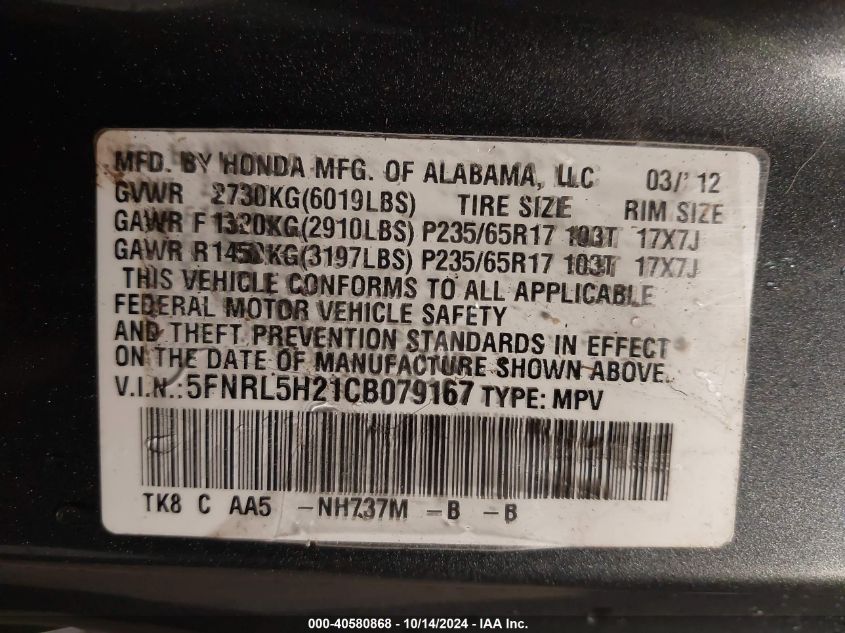 MFD. BY HONDA MFG. OF ALABAMA, LLC 03/ 12
GVWR 2730KG(6019LBS) TIRE SIZE RIM SIZE
GAWR F 1320KG(2910LBS) P235/65R17 103T 17X7J
GAWR R 1450KG(3197LBS) P235/65R17 103T 17X7J
THIS VEHICLE CONFORMS TO ALL APPLICABLE
FEDERAL MOTOR VEHICLE SAFETY
AND THEFT PREVENTION STANDARDS IN EFFECT
ON THE DATE OF MANUFACTURE SHOWN ABOVE.
V.I.N.: 5FNRL5H21CB079167 TYPE: MPV
TK8 C AA5 -NH737M -B -B
000-40580868 - 10/14/2024 - IAA Inc.